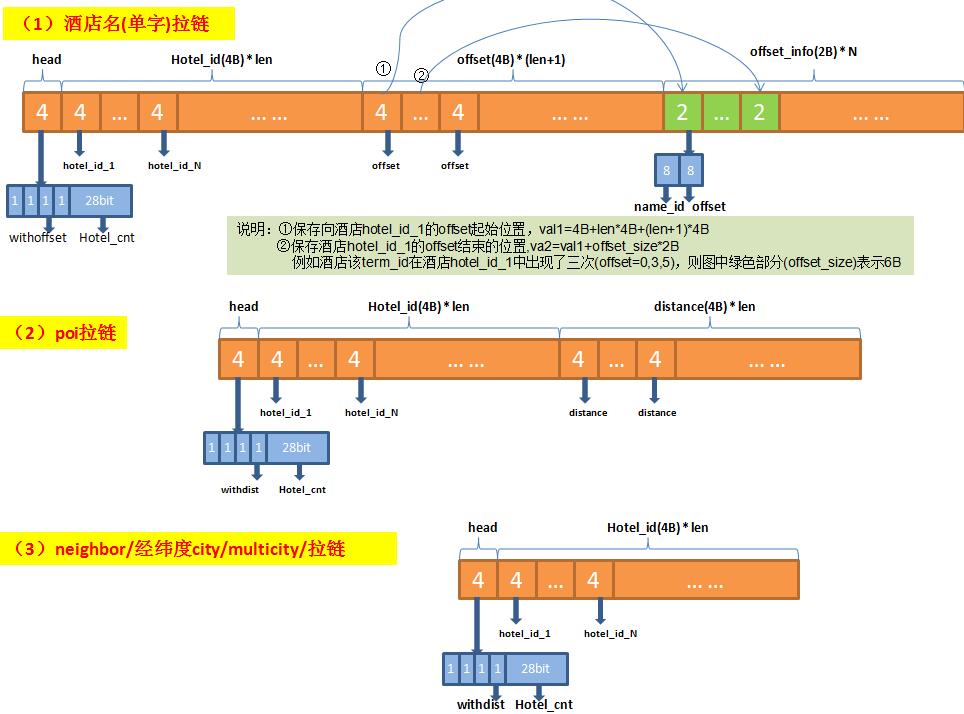 （1）酒店名(单字)拉链
head
Hotel_id(4B)*len
offset(4B)*(len+1)
offset_info(2B)*N
①
②
4 4 ... 4 ... ... 4 ... 4 ... ... 2 ... 2 ... ...
hotel_id_1
hotel_id_N
offset
offset
8 8
1 1 1 1 28bit
name_id offset
withoffset Hotel_cnt
说明：①保存向酒店hotel_id_1的offset起始位置，val1=4B+len*4B+(len+1)*4B
②保存酒店hotel_id_1的offset结束的位置,va2=val1+offset_size*2B
例如酒店该term_id在酒店hotel_id_1中出现了三次(offset=0,3,5)，则图中绿色部分(offset_size)表示6B
（2）poi拉链
head
Hotel_id(4B)*len
distance(4B)*len
4 4 ... 4 ... ... 4 ... 4 ... ...
hotel_id_1
hotel_id_N
distance
distance
1 1 1 1 28bit
withdist
Hotel_cnt
（3）neighbor/经纬度city/multicity/拉链
head
Hotel_id(4B)*len
4 4 ... 4 ... ...
hotel_id_1
hotel_id_N
1 1 1 1 28bit
withdist Hotel_cnt